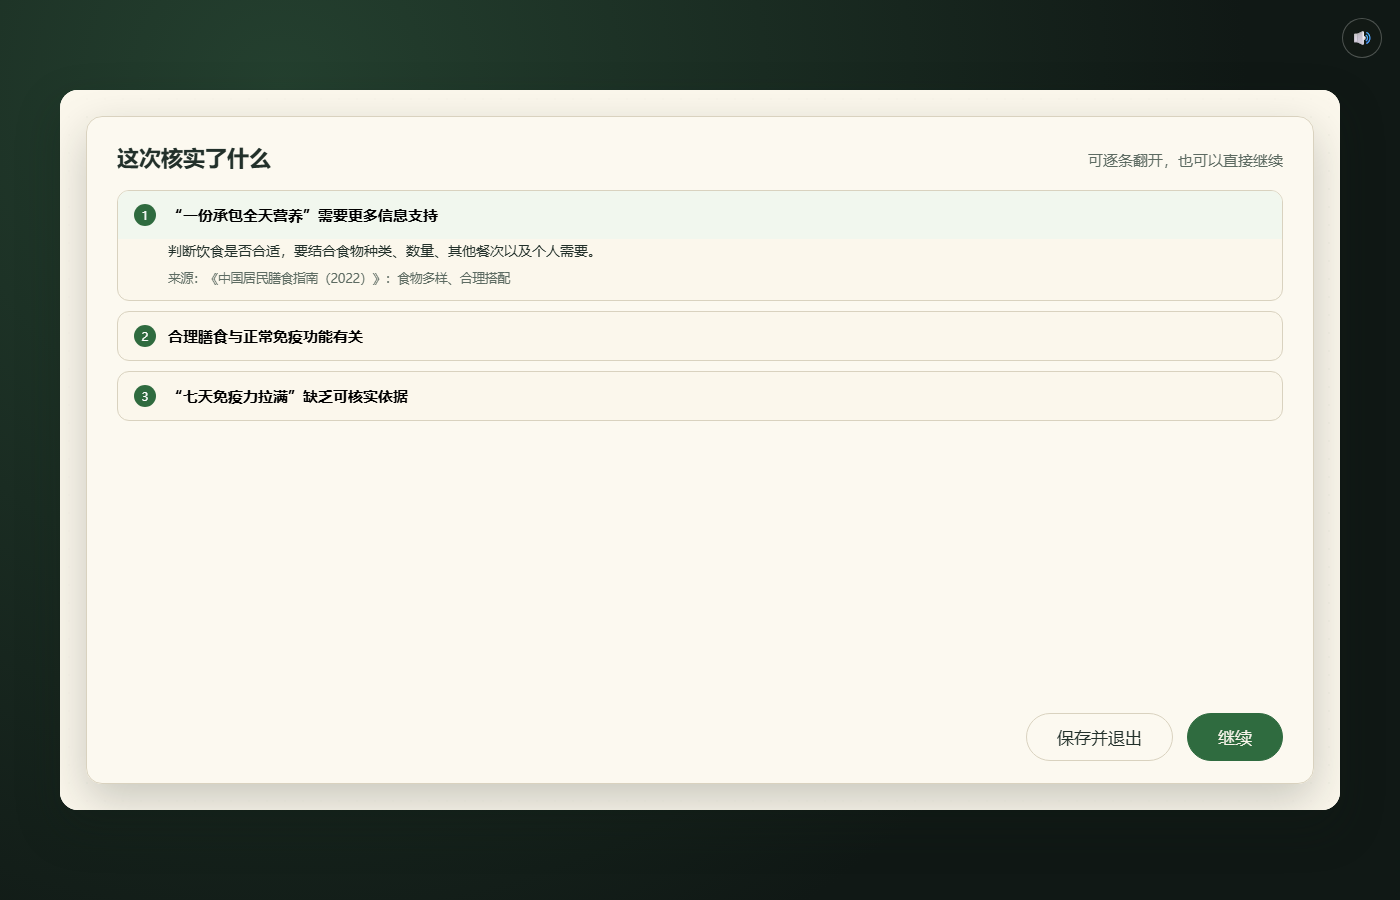 这次核实了什么
可逐条翻开，也可以直接继续
1 “一份承包全天营养”需要更多信息支持
判断饮食是否合适，要结合食物种类、数量、其他餐次以及个人需要。
来源：《中国居民膳食指南（2022）》：食物多样、合理搭配
2 合理膳食与正常免疫功能有关
3 “七天免疫力拉满”缺乏可核实依据
保存并退出
继续